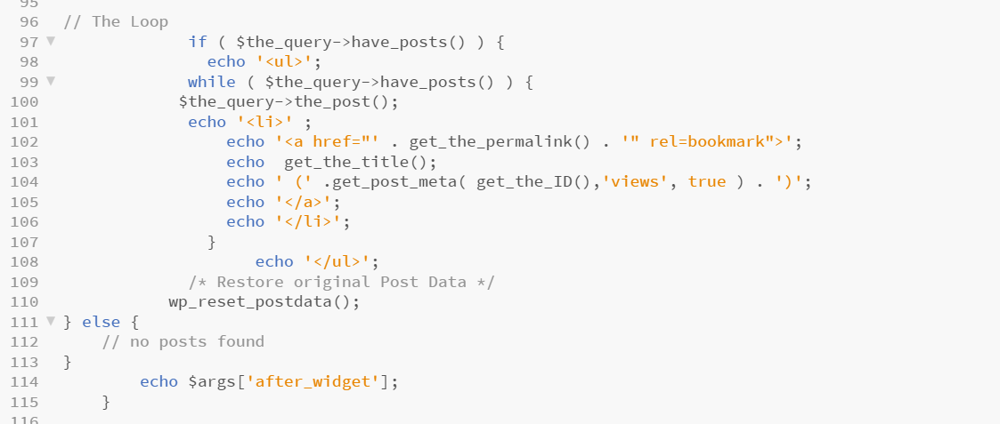 95
96 // The Loop
97 if ( $the_query->have_posts() ) {
98 echo '<ul>';
99 while ( $the_query->have_posts() ) {
100 $the_query->the_post();
101 echo '<li>' ;
102 echo '<a href="' . get_the_permalink() . '" rel=bookmark">';
103 echo  get_the_title();
104 echo ' (' .get_post_meta( get_the_ID(),'views', true ) . ')';
105 echo '</a>';
106 echo '</li>';
107 }
108 echo '</ul>';
109 /* Restore original Post Data */
110 wp_reset_postdata();
111 } else {
112 // no posts found
113 }
114 echo $args['after_widget'];
115 }
116